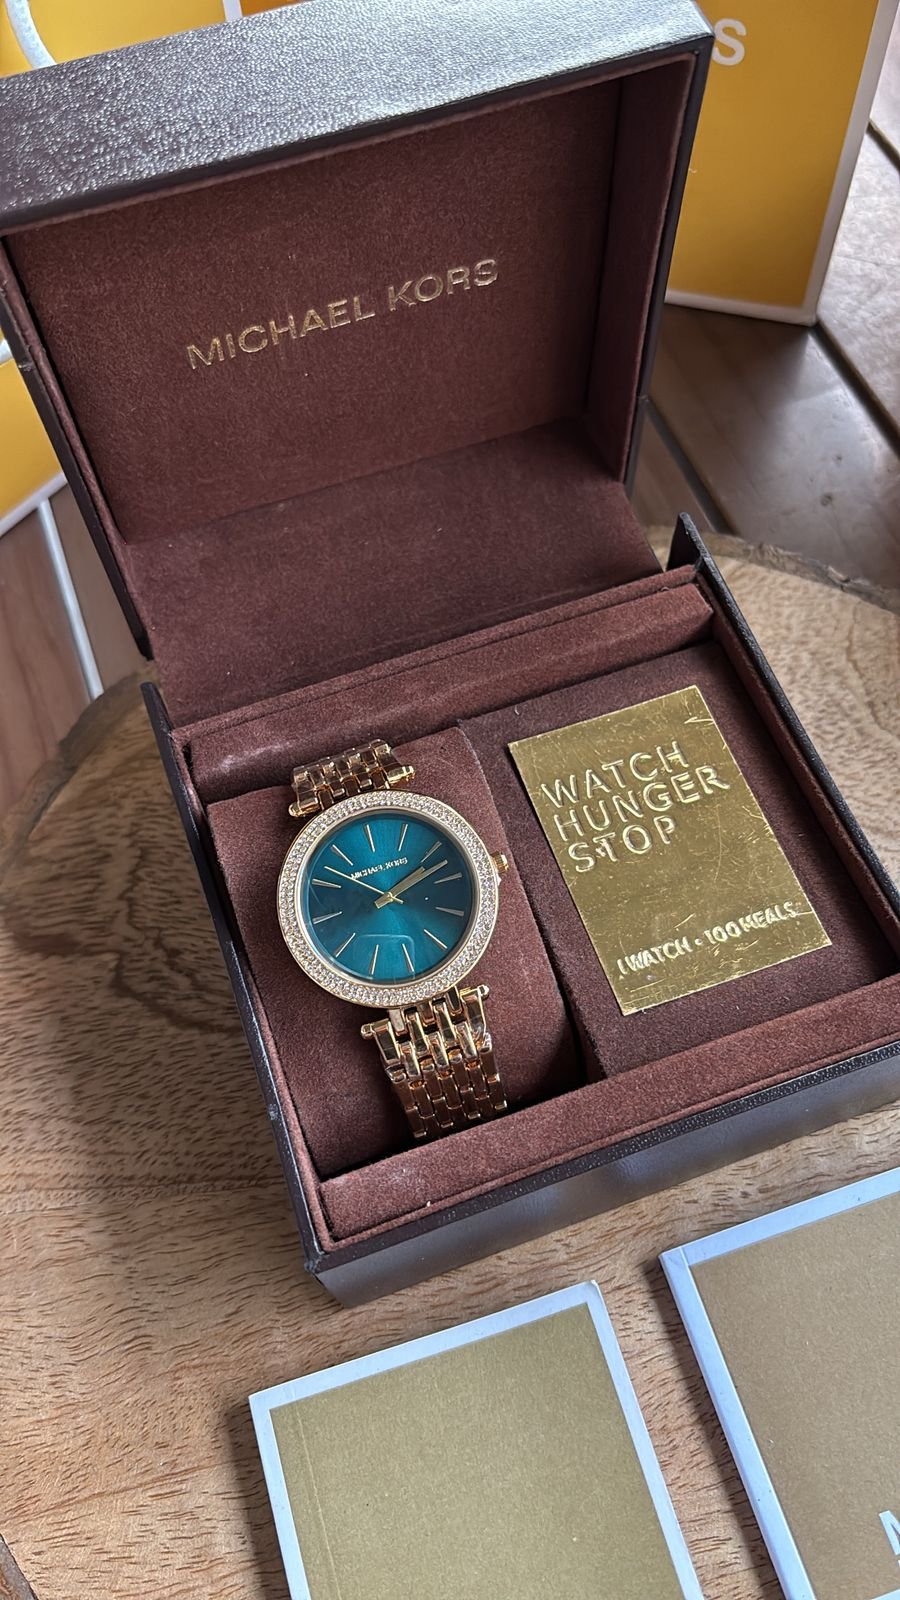 S
MICHAEL KORS
WATCH
HUNGER
STOP
1 WATCH • 100 MEALS
MICHAEL KORS